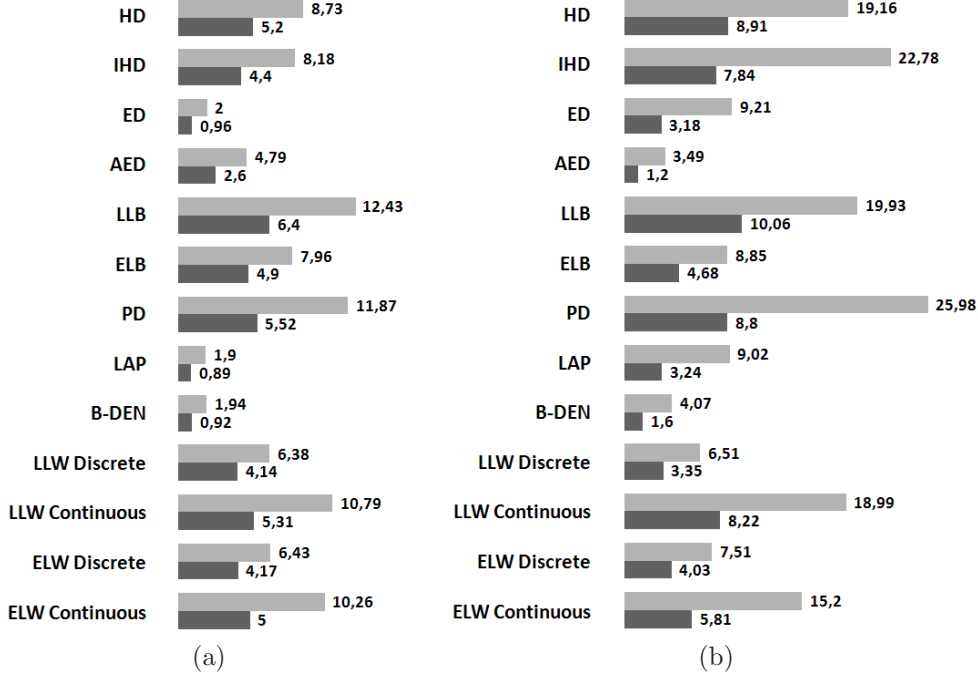 HD 8,73 5,2
IHD 8,18 4,4
ED 2 0,96
AED 4,79 2,6
LLB 12,43 6,4
ELB 7,96 4,9
PD 11,87 5,52
LAP 1,9 0,89
B-DEN 1,94 0,92
LLW Discrete 6,38 4,14
LLW Continuous 10,79 5,31
ELW Discrete 6,43 4,17
ELW Continuous 10,26 5
(a)
HD 19,16 8,91
IHD 22,78 7,84
ED 9,21 3,18
AED 3,49 1,2
LLB 19,93 10,06
ELB 8,85 4,68
PD 25,98 8,8
LAP 9,02 3,24
B-DEN 4,07 1,6
LLW Discrete 6,51 3,35
LLW Continuous 18,99 8,22
ELW Discrete 7,51 4,03
ELW Continuous 15,2 5,81
(b)